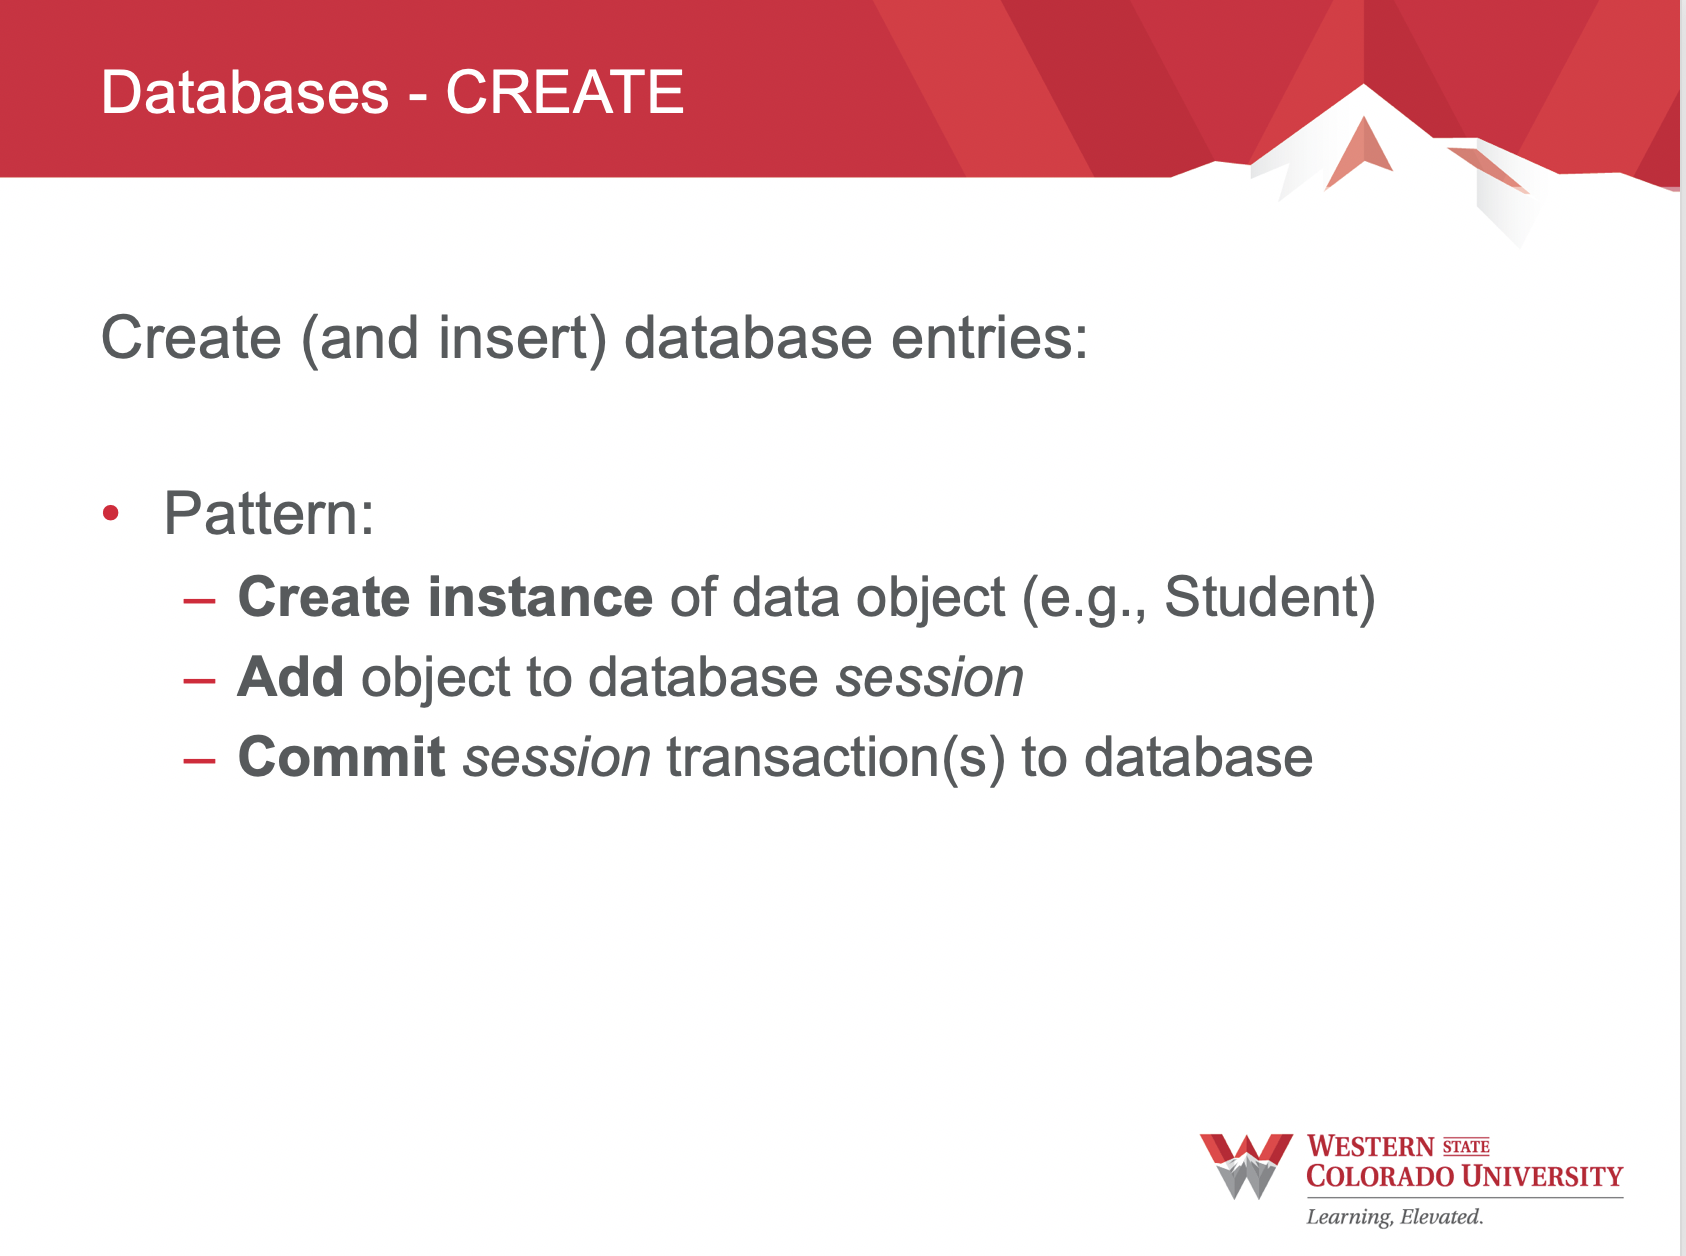 Databases - CREATE
Create (and insert) database entries:
• Pattern:
– Create instance of data object (e.g., Student)
– Add object to database session
– Commit session transaction(s) to database
WESTERN STATE
COLORADO UNIVERSITY
Learning, Elevated.